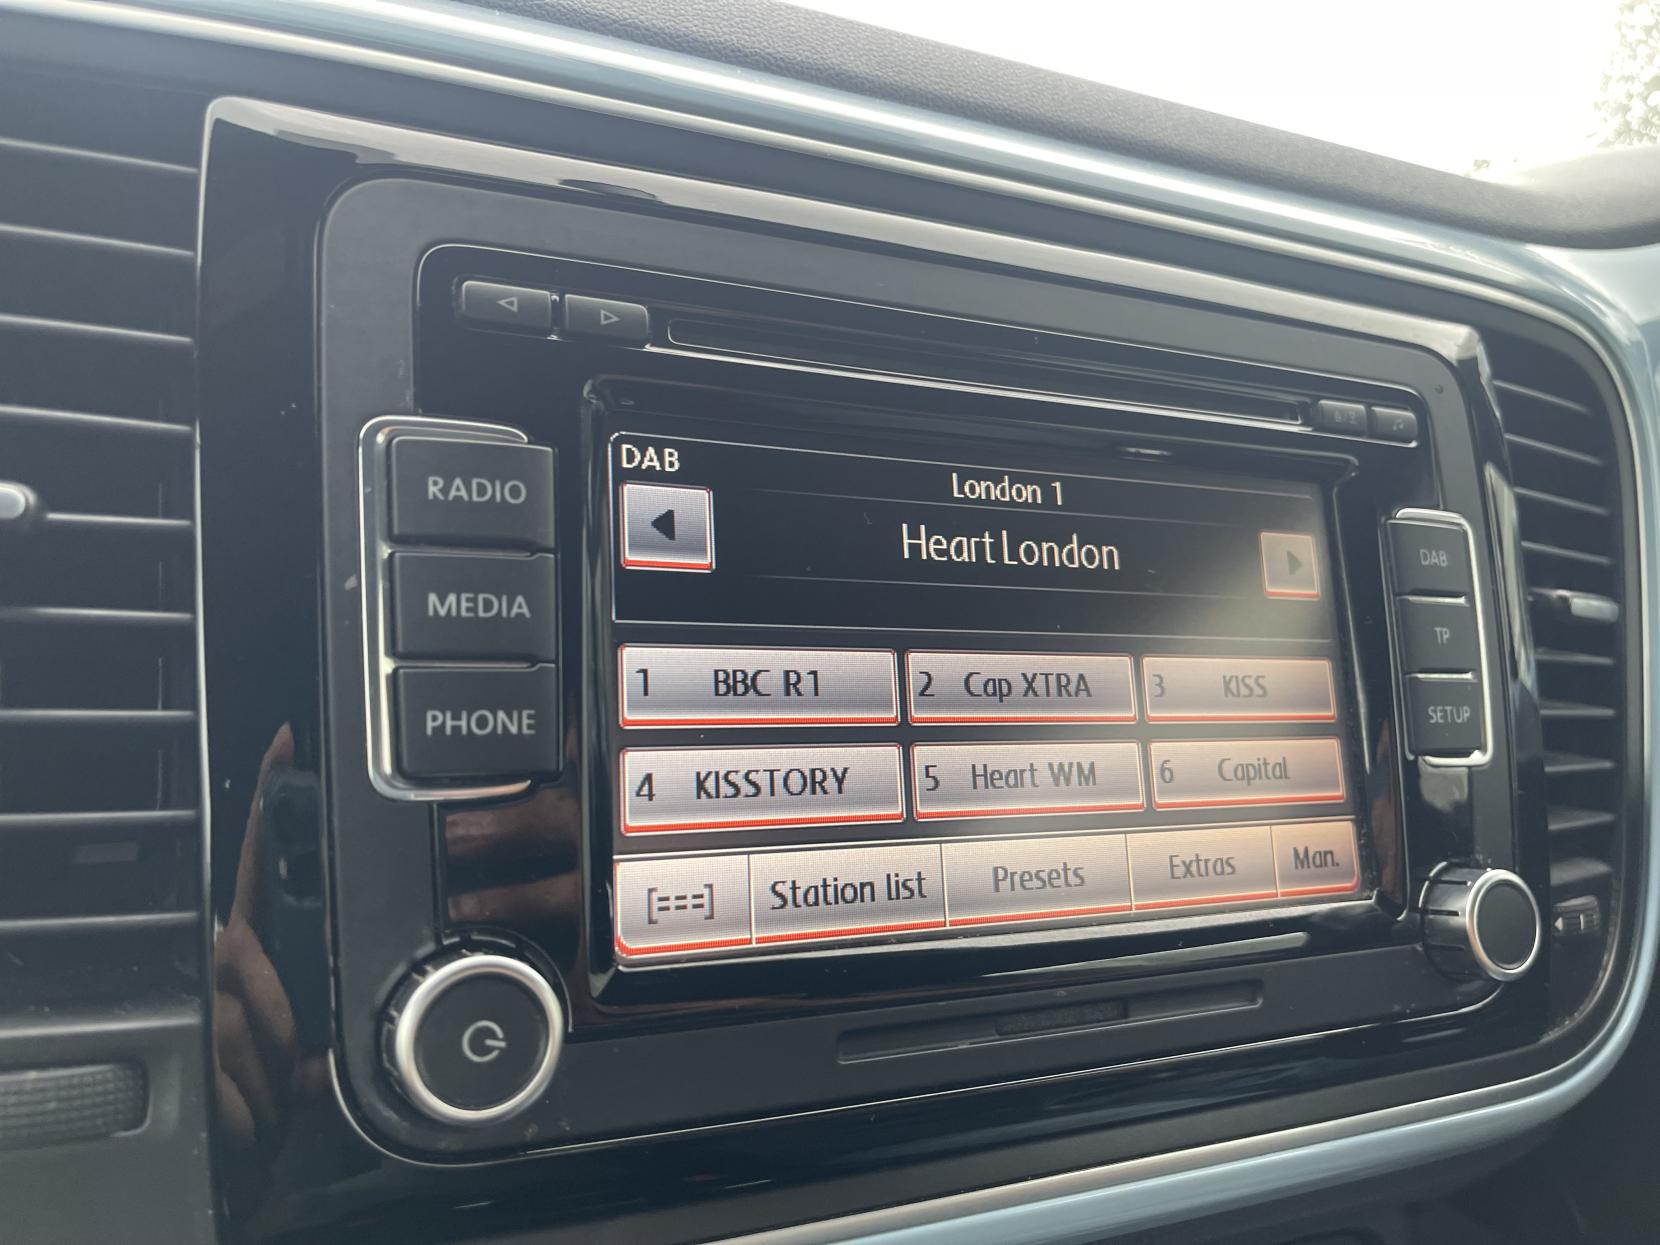 RADIO
MEDIA
PHONE
DAB
London 1
Heart London
1 BBC R1
2 Cap XTRA
3 KISS
4 KISSTORY
5 Heart WM
6 Capital
[===]
Station list
Presets
Extras
Man.
DAB
TP
SETUP